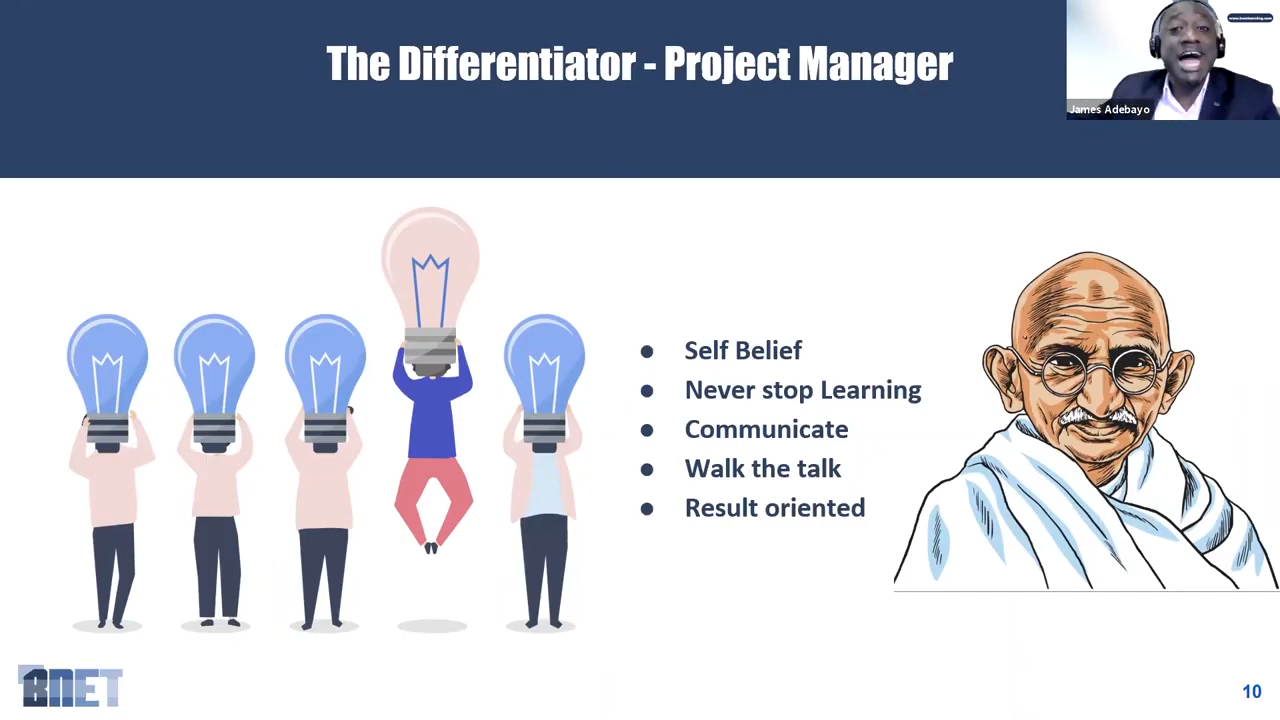 The Differentiator - Project Manager
James Adebayo
● Self Belief
● Never stop Learning
● Communicate
● Walk the talk
● Result oriented
BNET
10